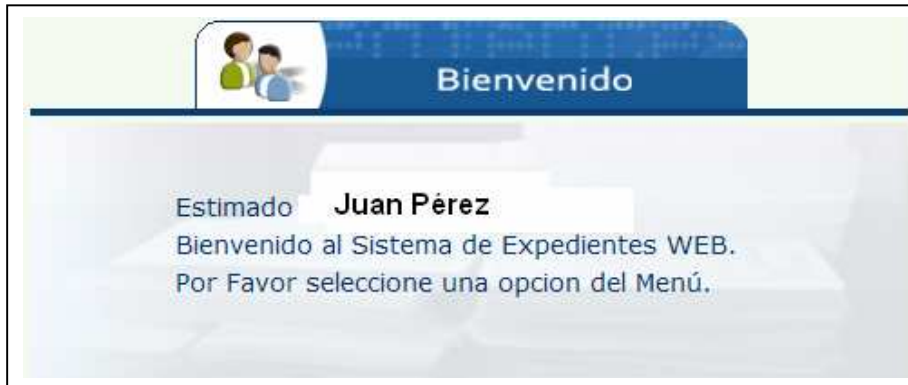 Bienvenido
Estimado Juan Pérez
Bienvenido al Sistema de Expedientes WEB.
Por Favor seleccione una opcion del Menú.